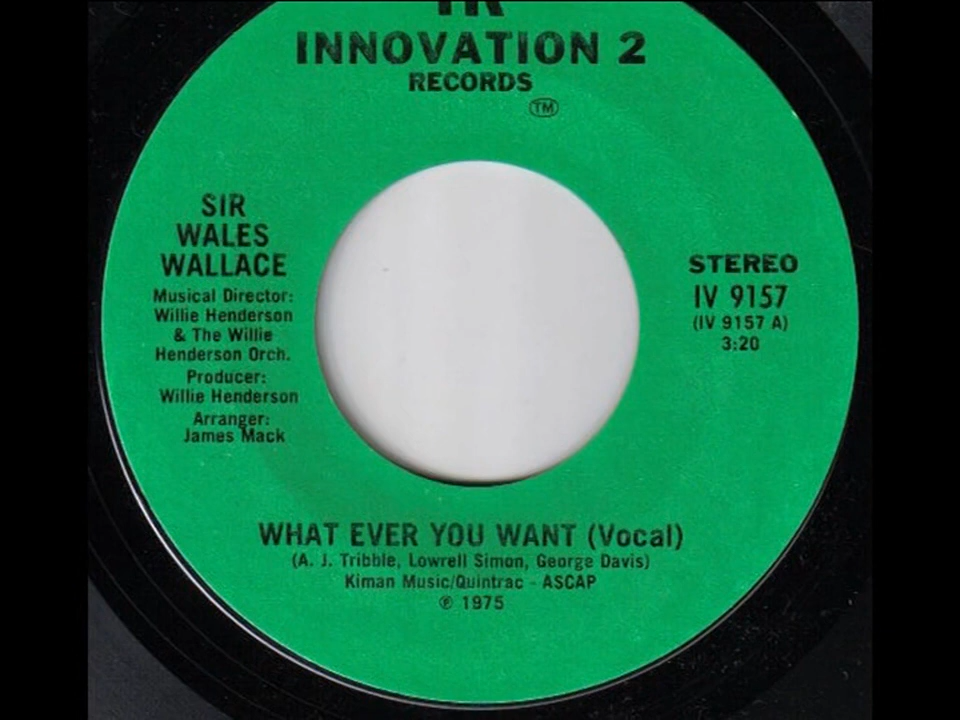 INNOVATION 2
RECORDS
TM
SIR
WALES
WALLACE
Musical Director:
Willie Henderson
& The Willie
Henderson Orch.
Producer:
Willie Henderson
Arranger:
James Mack
STEREO
IV 9157
(IV 9157 A)
3:20
WHAT EVER YOU WANT (Vocal)
(A. J. Tribble, Lowrell Simon, George Davis)
Kiman Music/Quintrac - ASCAP
℗ 1975